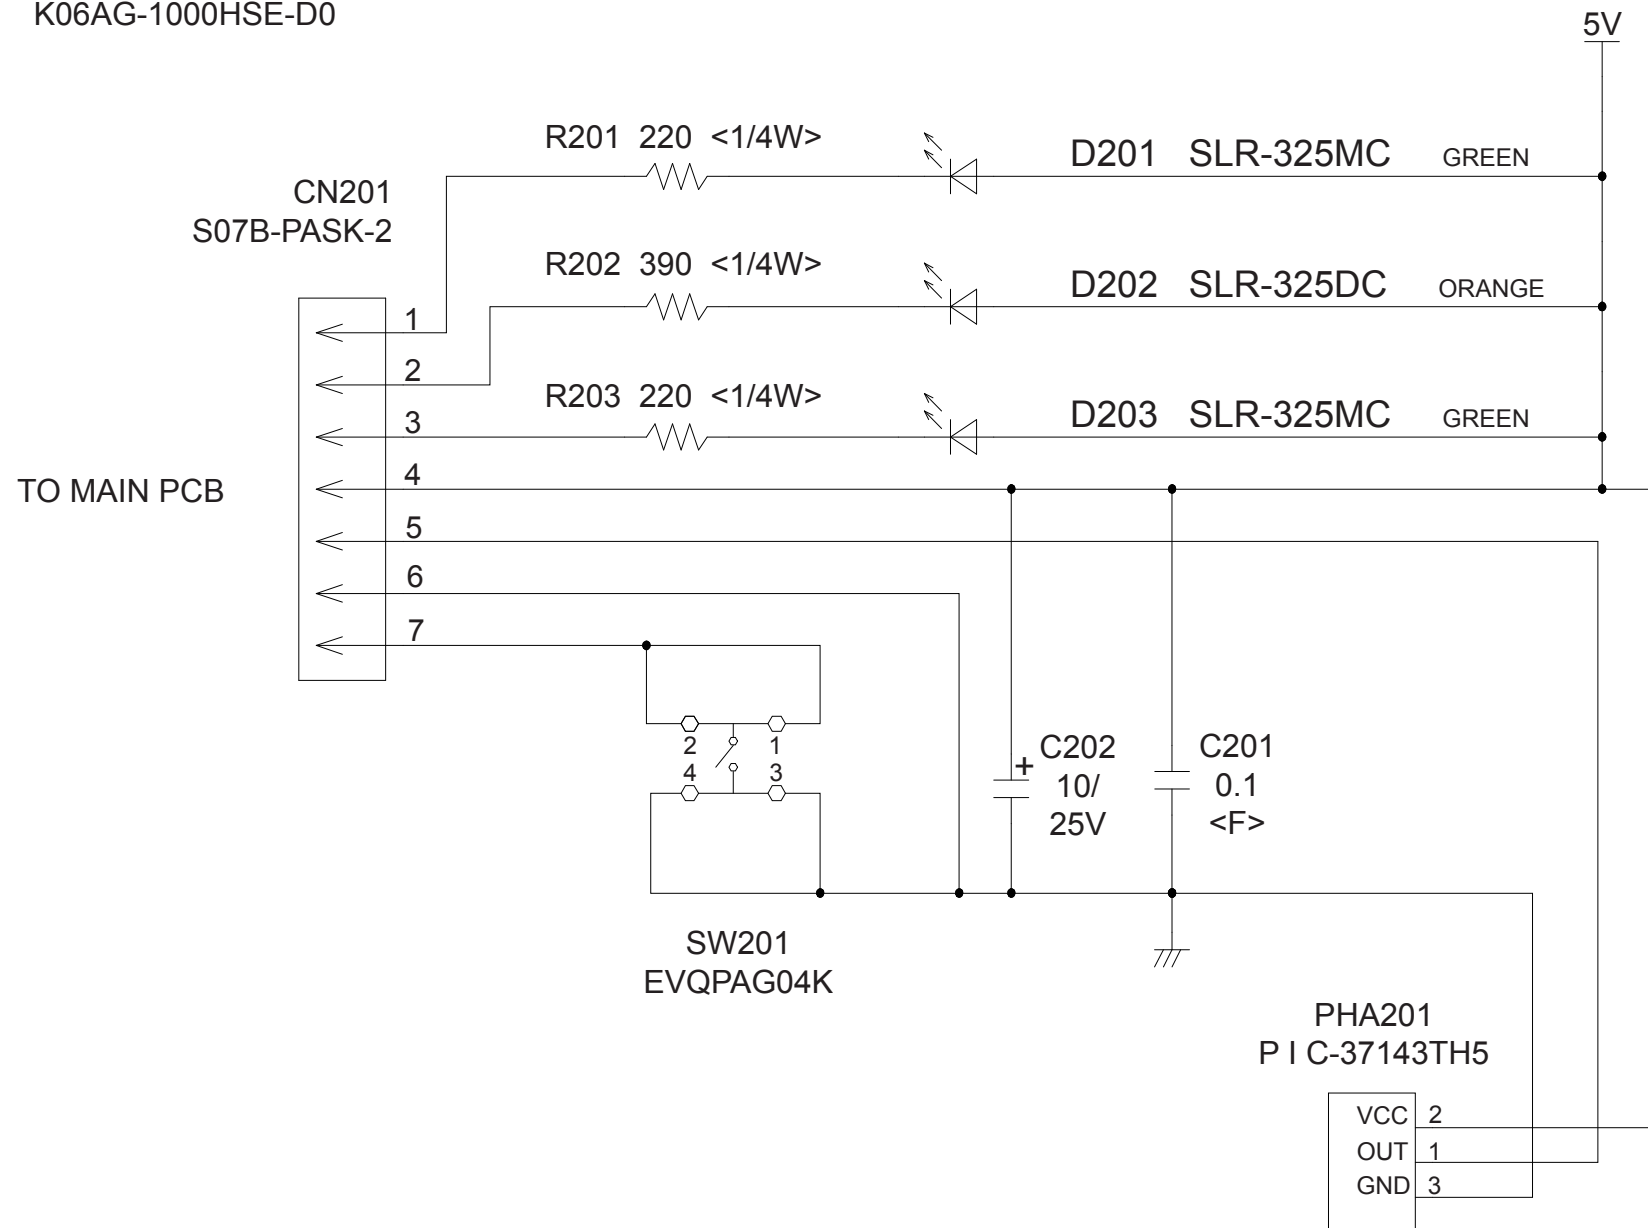 K06AG-1000HSE-D0
5V
R201 220 <1/4W>
D201 SLR-325MC GREEN
CN201
S07B-PASK-2
R202 390 <1/4W>
D202 SLR-325DC ORANGE
1
2
R203 220 <1/4W>
D203 SLR-325MC GREEN
3
TO MAIN PCB
4
5
6
7
2 1
4 3
+
C202
10/
25V
C201
0.1
<F>
SW201
EVQPAG04K
PHA201
P I C-37143TH5
VCC 2
OUT 1
GND 3